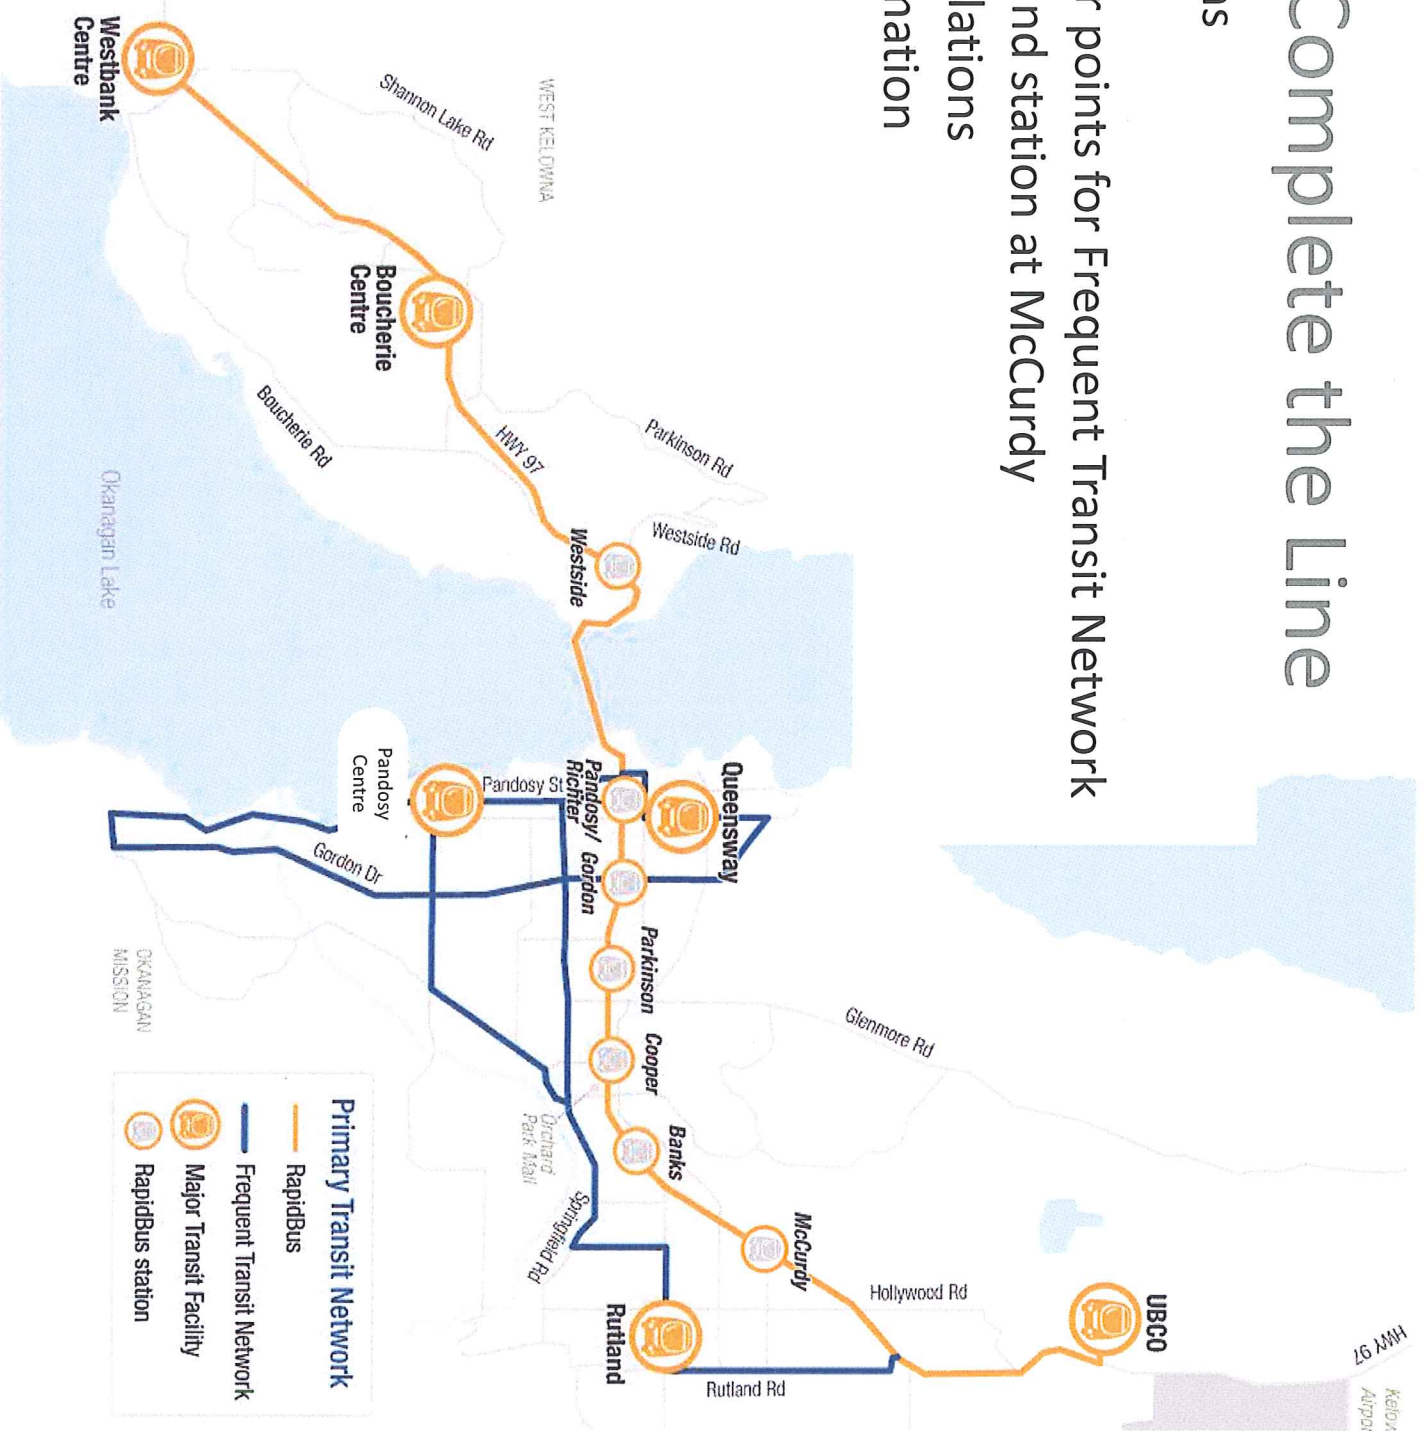 Complete the Line
ns
r points for Frequent Transit Network
nd station at McCurdy
lations
mation
UBCO
HWY 97
Kelow
Airpor
Hollywood Rd
McCurdy
Glenmore Rd
Banks
Queensway
Cooper
Parkinson
Rutland Rd
Rutland
Westside Rd
Parkinson Rd
Pandosy/
Richter
Gordon
Westside
Pandosy St
Springfield Rd
Orchard
Park Mall
WEST KELOWNA
HWY 97
Shannon Lake Rd
Boucherie
Centre
Pandosy
Centre
Gordon Dr
Boucherie Rd
Westbank
Centre
Okanagan Lake
OKANAGAN
MISSION
Primary Transit Network
RapidBus
Frequent Transit Network
Major Transit Facility
RapidBus station